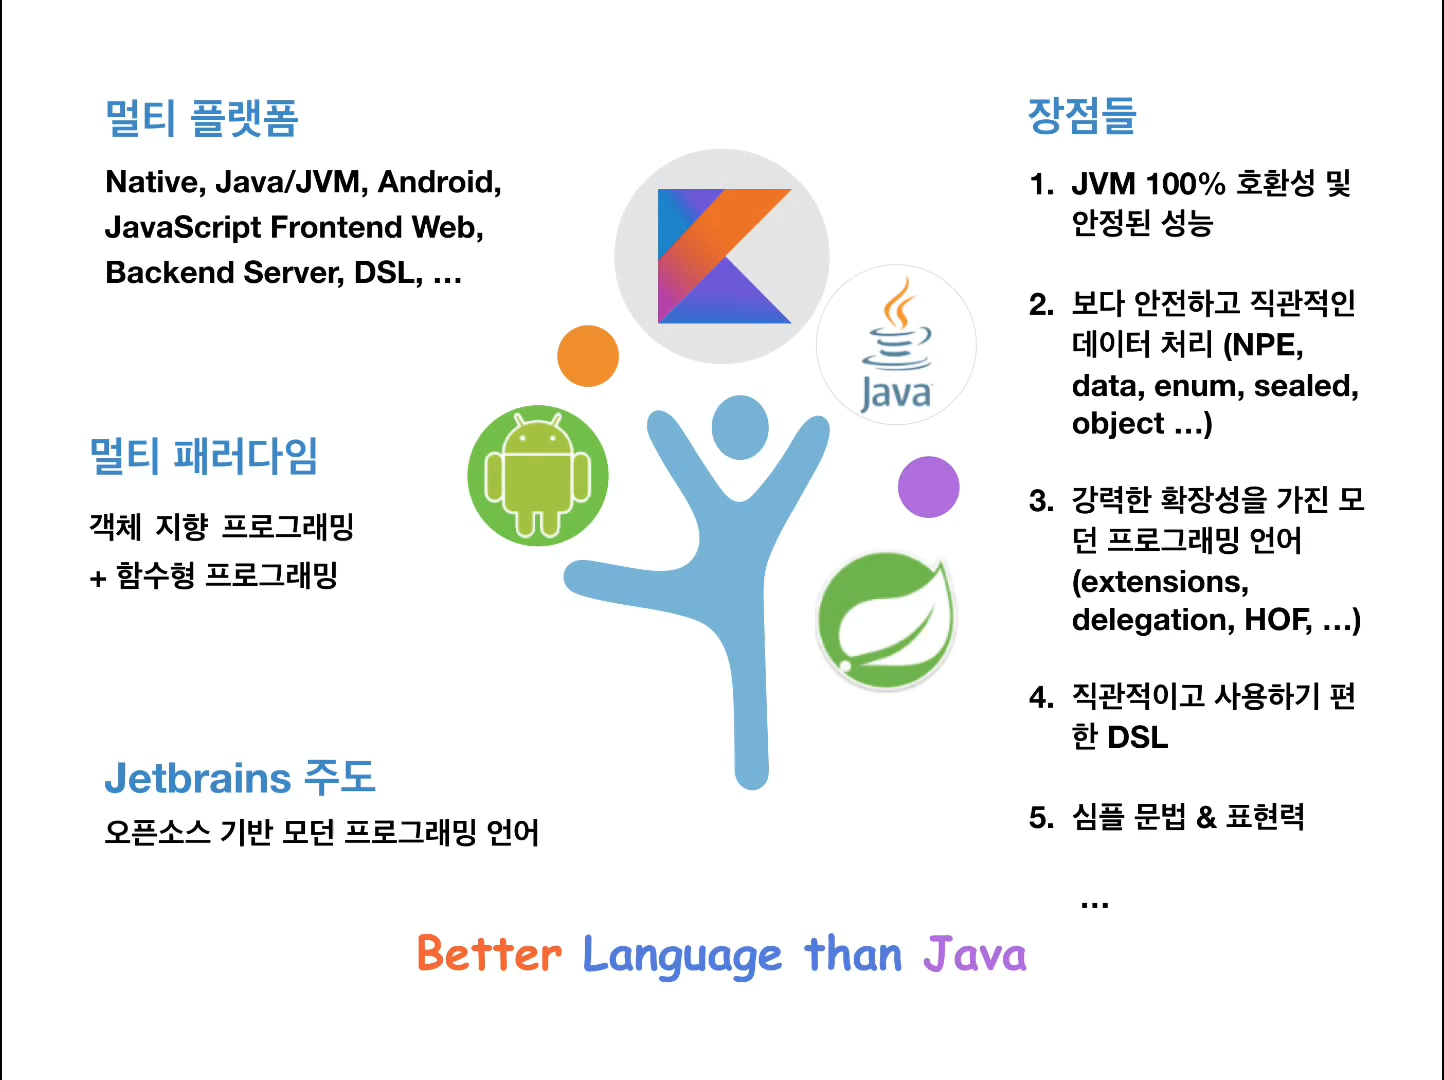 멀티 플랫폼
Native, Java/JVM, Android,
JavaScript Frontend Web,
Backend Server, DSL, ...
멀티 패러다임
객체 지향 프로그래밍
+ 함수형 프로그래밍
Jetbrains 주도
오픈소스 기반 모던 프로그래밍 언어
Java
장점들
1. JVM 100% 호환성 및
안정된 성능
2. 보다 안전하고 직관적인
데이터 처리 (NPE,
data, enum, sealed,
object ...)
3. 강력한 확장성을 가진 모
던 프로그래밍 언어
(extensions,
delegation, HOF, ...)
4. 직관적이고 사용하기 편
한 DSL
5. 심플 문법 & 표현력
...
Better Language than Java